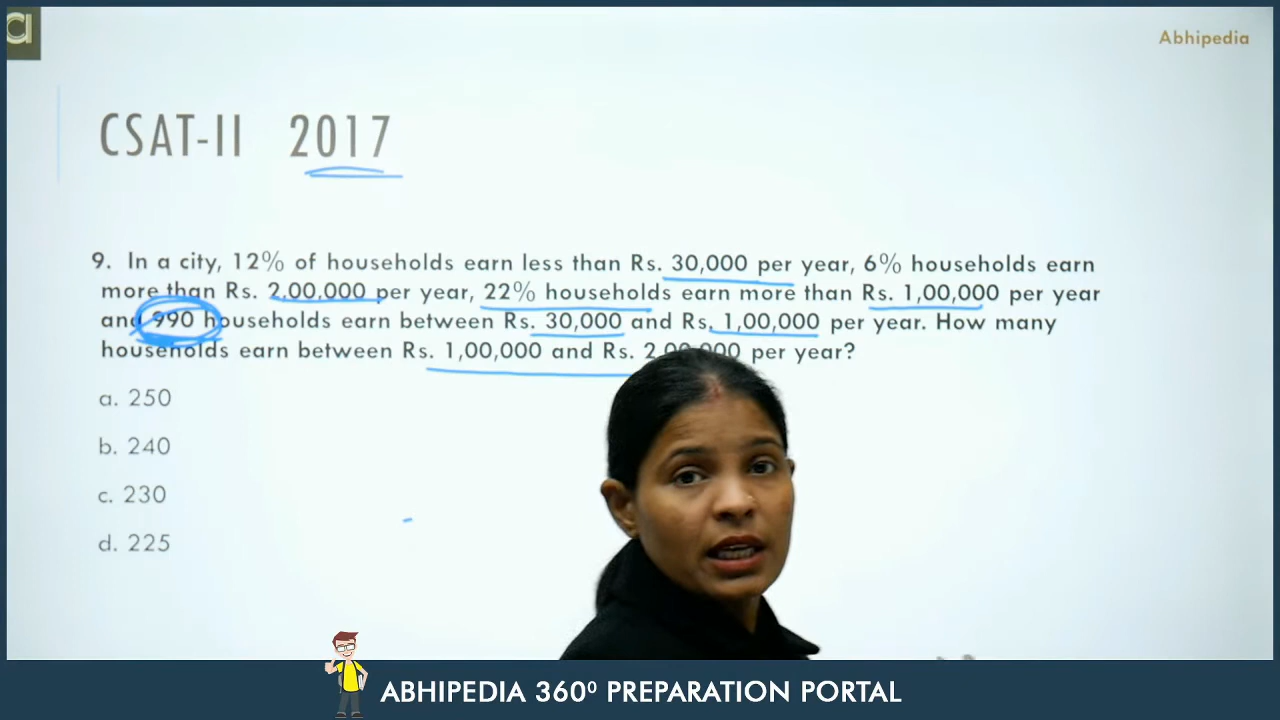 a
Abhipedia
CSAT-II 2017
9. In a city, 12% of households earn less than Rs. 30,000 per year, 6% households earn
more than Rs. 2,00,000 per year, 22% households earn more than Rs. 1,00,000 per year
and 990 households earn between Rs. 30,000 and Rs. 1,00,000 per year. How many
households earn between Rs. 1,00,000 and Rs. 2,00,000 per year?
a. 250
b. 240
c. 230
d. 225
ABHIPEDIA 360⁰ PREPARATION PORTAL